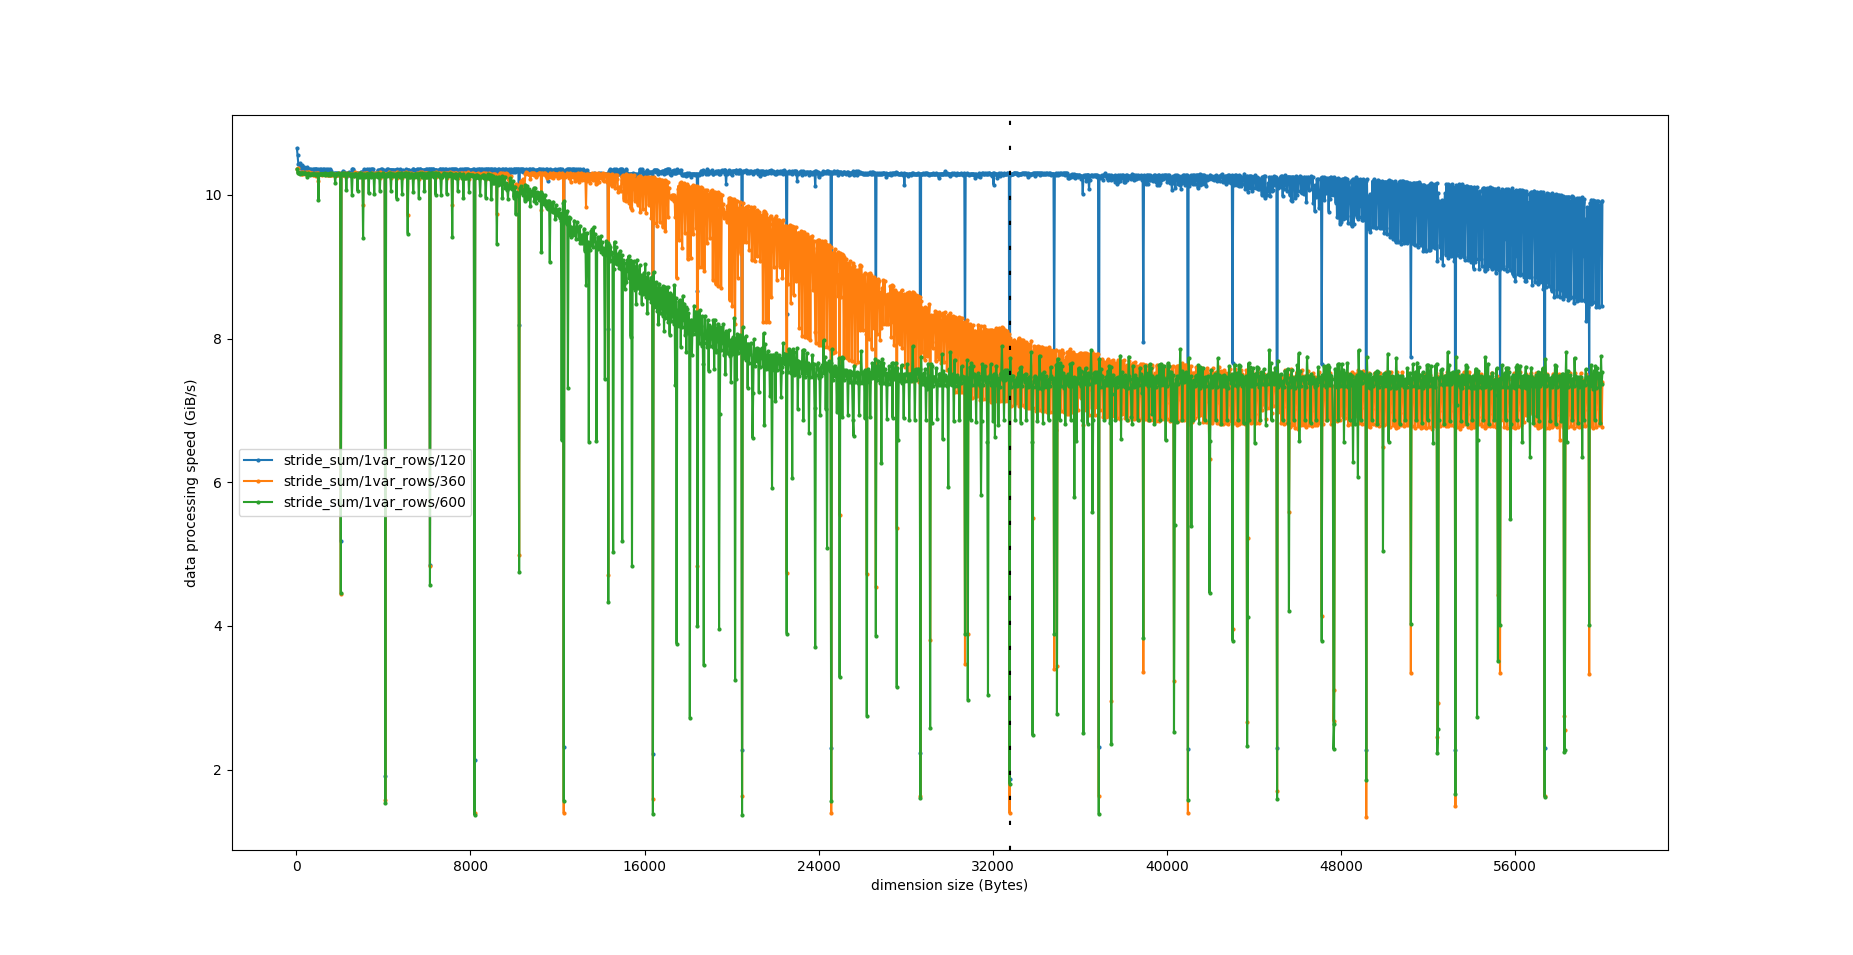 data processing speed (GiB/s)
10
8
6
4
2
stride_sum/1var_rows/120
stride_sum/1var_rows/360
stride_sum/1var_rows/600
0 8000 16000 24000 32000 40000 48000 56000
dimension size (Bytes)